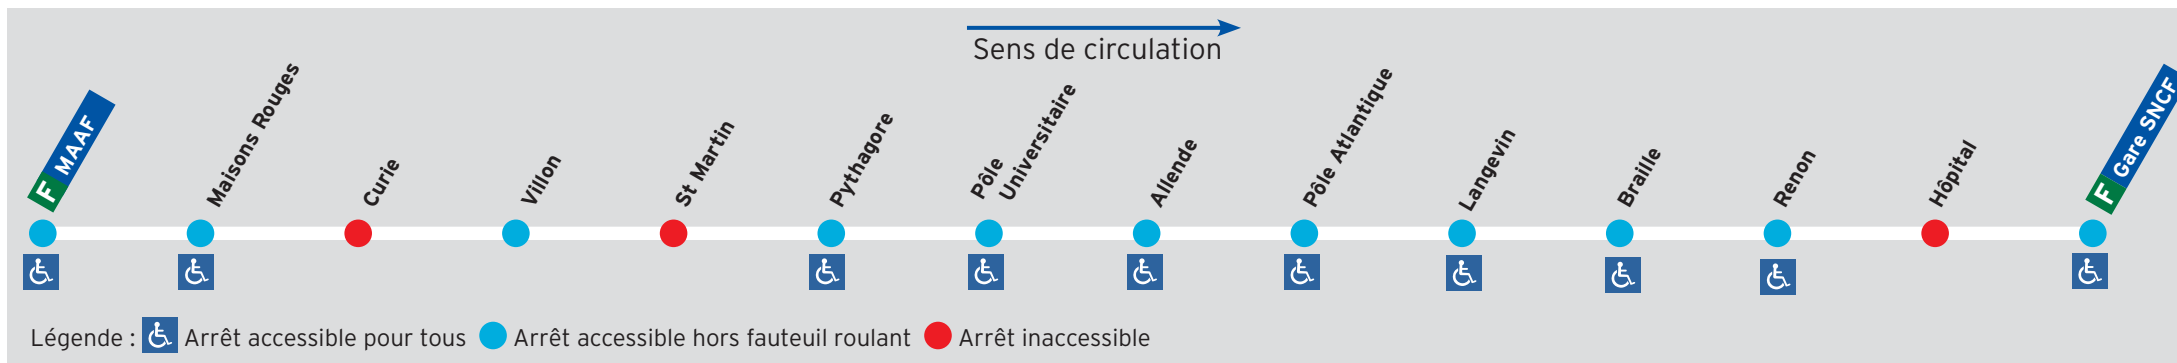 Sens de circulation
F MAAF
Maisons Rouges
Curie
Villon
St Martin
Pythagore
Pôle
Universitaire
Allende
Pôle Atlantique
Langevin
Braille
Renon
Hôpital
F Gare SNCF
Légende : Arrêt accessible pour tous Arrêt accessible hors fauteuil roulant Arrêt inaccessible